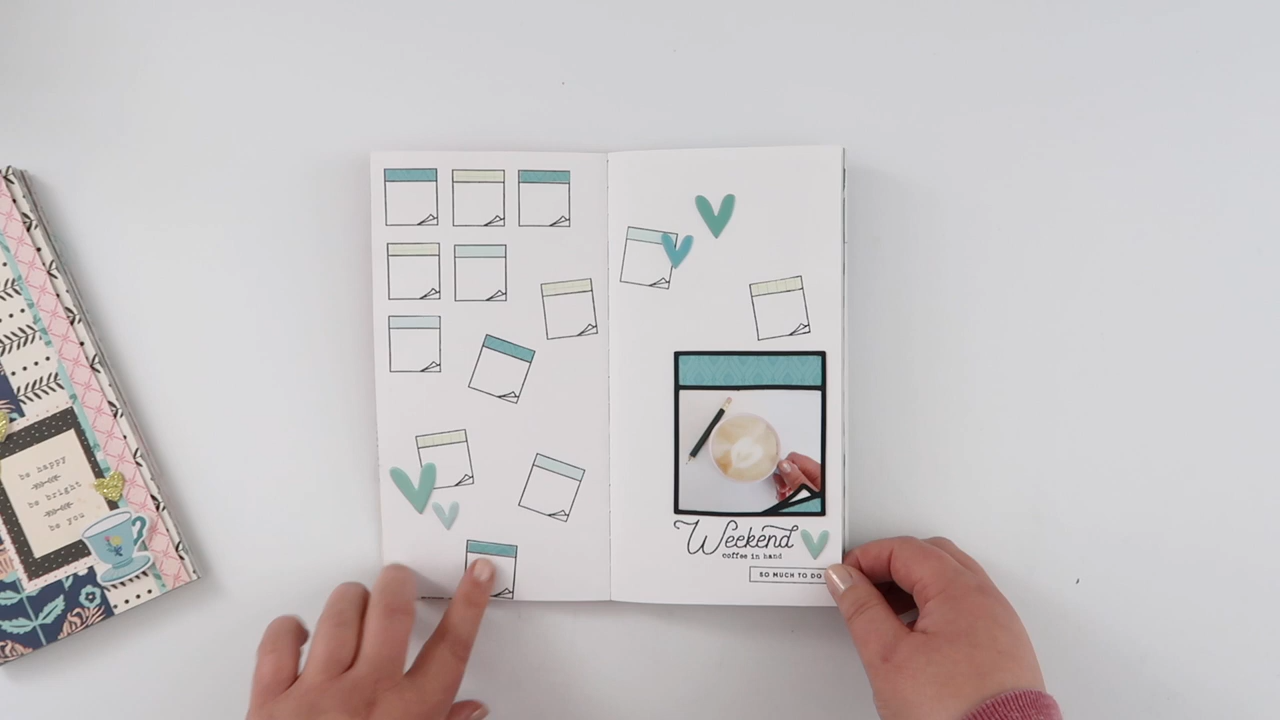 be happy
be bright
be you
Weekend
coffee in hand
SO MUCH TO DO